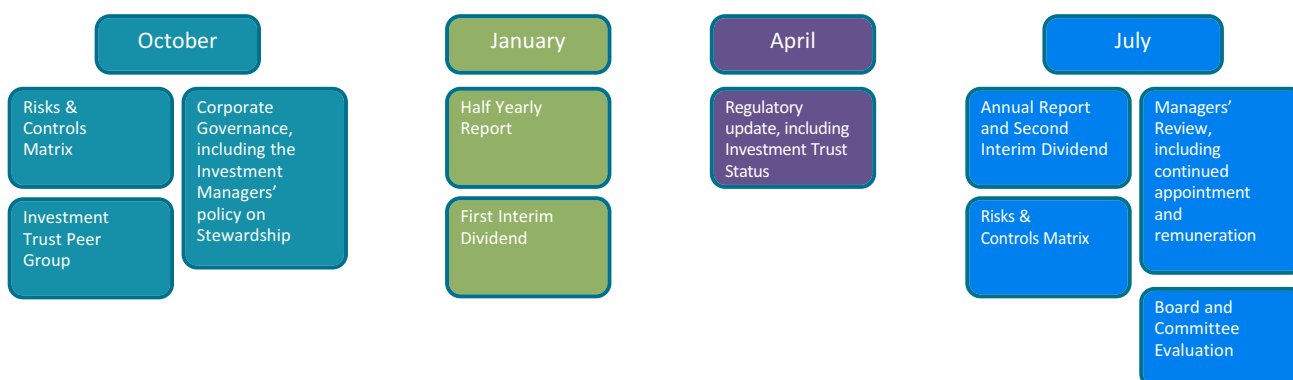 October
Risks &
Controls
Matrix
Investment
Trust Peer
Group
Corporate
Governance,
including the
Investment
Managers’
policy on
Stewardship
January
Half Yearly
Report
First Interim
Dividend
April
Regulatory
update, including
Investment Trust
Status
July
Annual Report
and Second
Interim Dividend
Risks &
Controls Matrix
Managers’
Review,
including
continued
appointment
and
remuneration
Board and
Committee
Evaluation